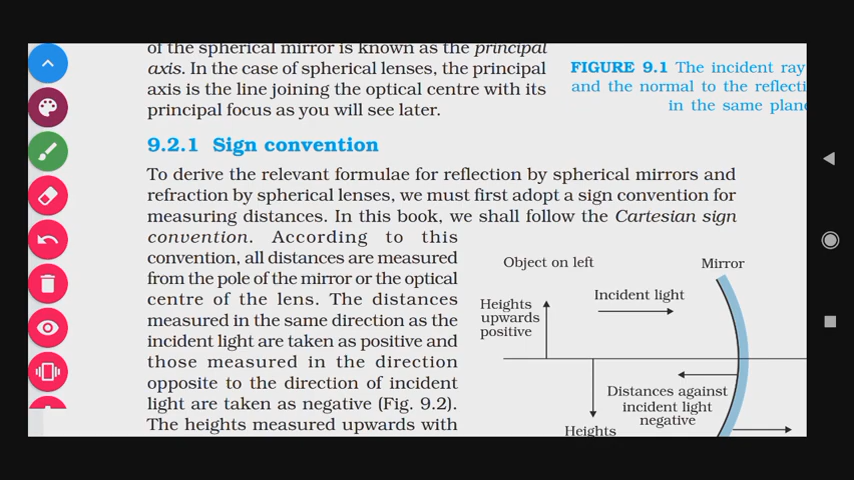 of the spherical mirror is known as the principal
axis. In the case of spherical lenses, the principal
axis is the line joining the optical centre with its
principal focus as you will see later.
FIGURE 9.1 The incident ray
and the normal to the reflecti
in the same plan
9.2.1 Sign convention
To derive the relevant formulae for reflection by spherical mirrors and
refraction by spherical lenses, we must first adopt a sign convention for
measuring distances. In this book, we shall follow the Cartesian sign
convention. According to this
convention, all distances are measured
from the pole of the mirror or the optical
centre of the lens. The distances
measured in the same direction as the
incident light are taken as positive and
those measured in the direction
opposite to the direction of incident
light are taken as negative (Fig. 9.2).
The heights measured upwards with
Object on left
Mirror
Heights
upwards
positive
Incident light
Distances against
incident light
negative
Heights